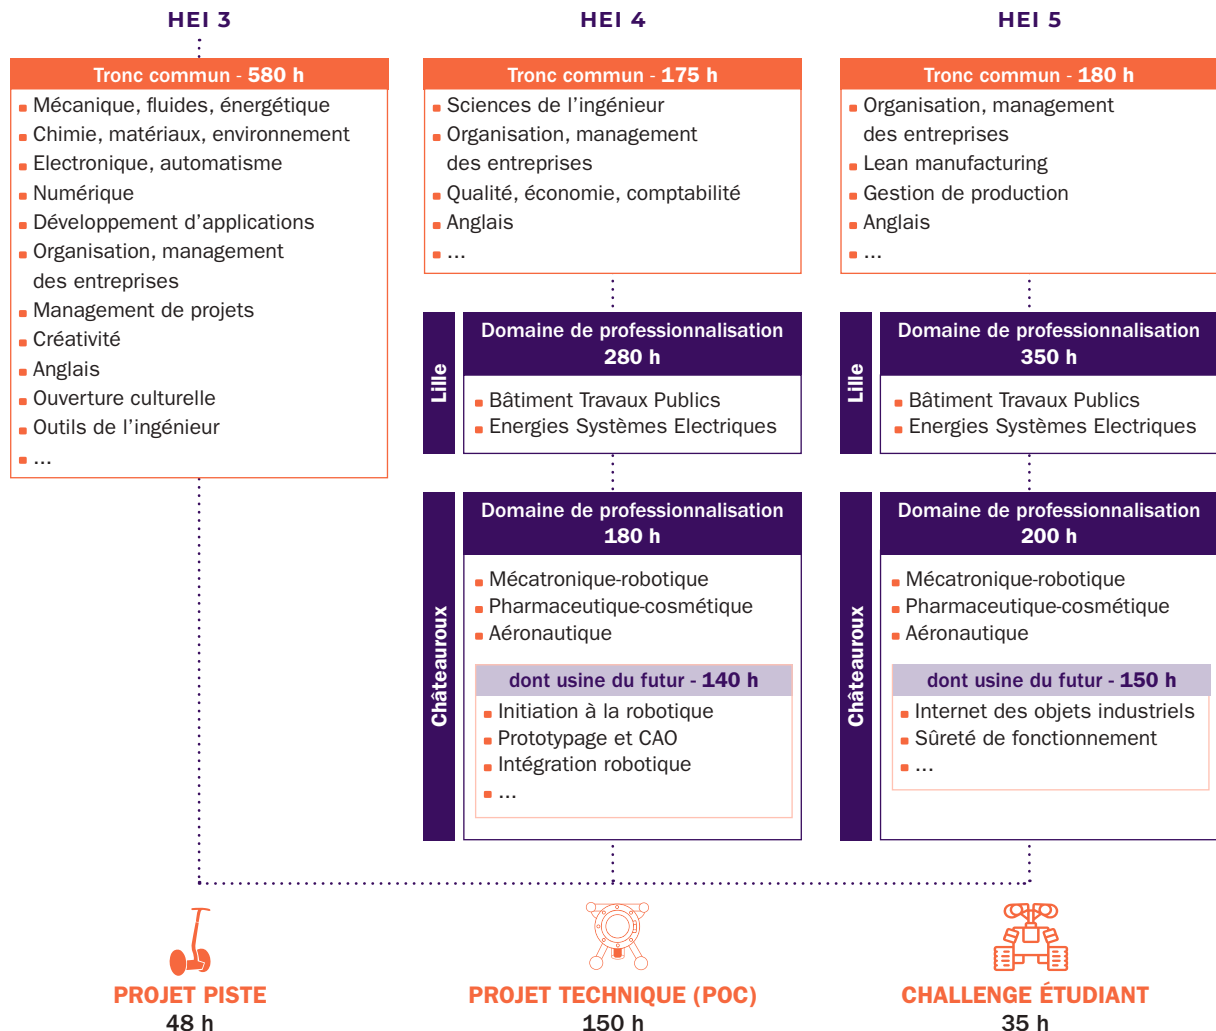 HEI 3
Tronc commun - 580 h
Mécanique, fluides, énergétique
Chimie, matériaux, environnement
Electronique, automatisme
Numérique
Développement d'applications
Organisation, management
des entreprises
Management de projets
Créativité
Anglais
Ouverture culturelle
Outils de l'ingénieur
...
HEI 4
Tronc commun - 175 h
Sciences de l'ingénieur
Organisation, management
des entreprises
Qualité, économie, comptabilité
Anglais
...
Lille
Domaine de professionnalisation
280 h
Bâtiment Travaux Publics
Energies Systèmes Electriques
Châteauroux
Domaine de professionnalisation
180 h
Mécatronique-robotique
Pharmaceutique-cosmétique
Aéronautique
dont usine du futur - 140 h
Initiation à la robotique
Prototypage et CAO
Intégration robotique
...
HEI 5
Tronc commun - 180 h
Organisation, management
des entreprises
Lean manufacturing
Gestion de production
Anglais
...
Lille
Domaine de professionnalisation
350 h
Bâtiment Travaux Publics
Energies Systèmes Electriques
Châteauroux
Domaine de professionnalisation
200 h
Mécatronique-robotique
Pharmaceutique-cosmétique
Aéronautique
dont usine du futur - 150 h
Internet des objets industriels
Sûreté de fonctionnement
...
PROJET PISTE
48 h
PROJET TECHNIQUE (POC)
150 h
CHALLENGE ÉTUDIANT
35 h